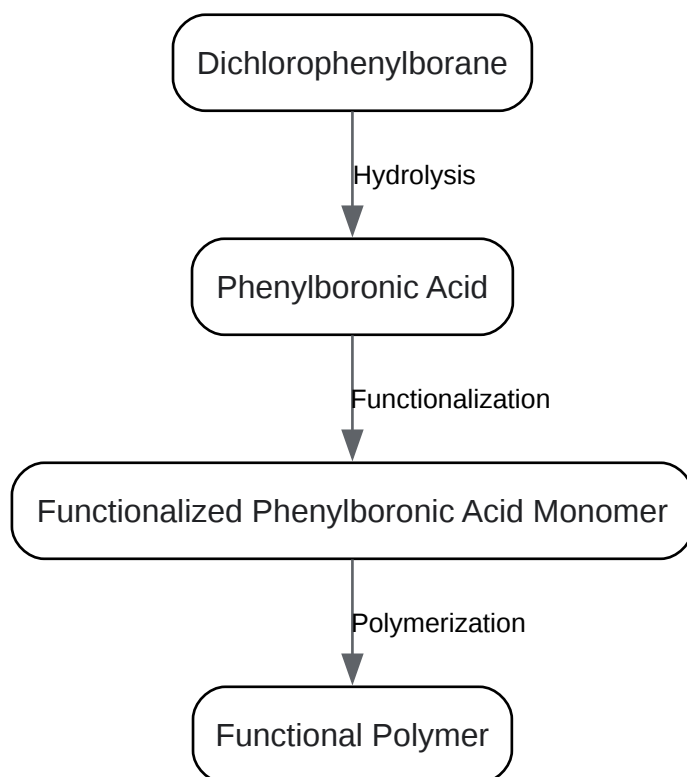 Dichlorophenylborane
Hydrolysis
Phenylboronic Acid
Functionalization
Functionalized Phenylboronic Acid Monomer
Polymerization
Functional Polymer